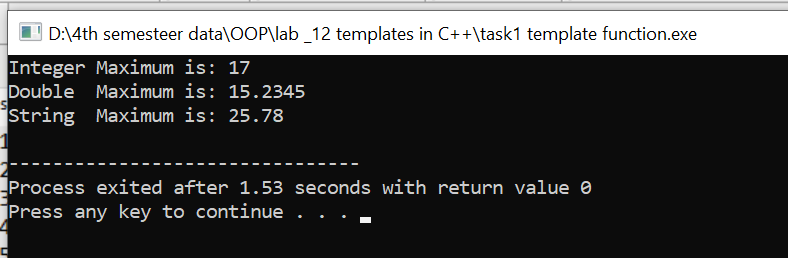 D:\4th semesteer data\OOP\lab _12 templates in C++\task1 template function.exe
Integer Maximum is: 17
Double  Maximum is: 15.2345
String  Maximum is: 25.78
--------------------------------
Process exited after 1.53 seconds with return value 0
Press any key to continue . . .